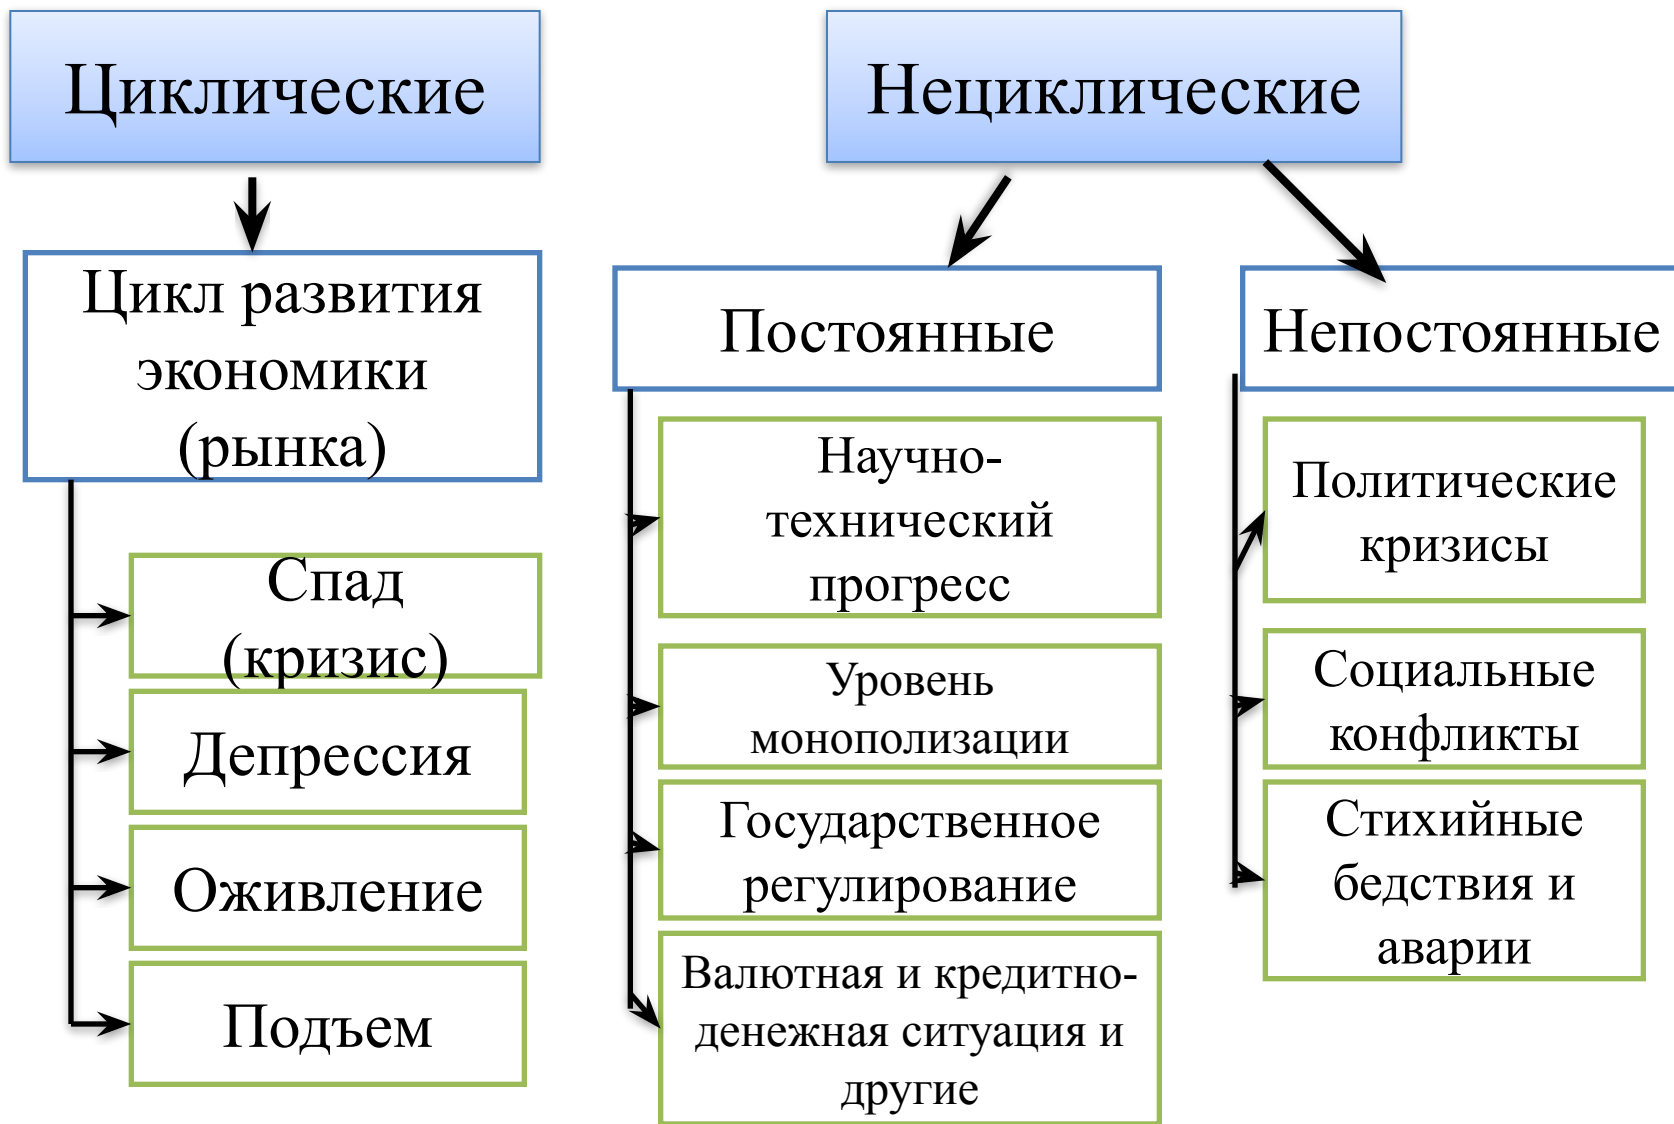 Циклические
Нециклические
Цикл развития
экономики
(рынка)
Спад
(кризис)
Депрессия
Оживление
Подъем
Постоянные
Научно-
технический
прогресс
Уровень
монополизации
Государственное
регулирование
Валютная и кредитно-
денежная ситуация и
другие
Непостоянные
Политические
кризисы
Социальные
конфликты
Стихийные
бедствия и
аварии